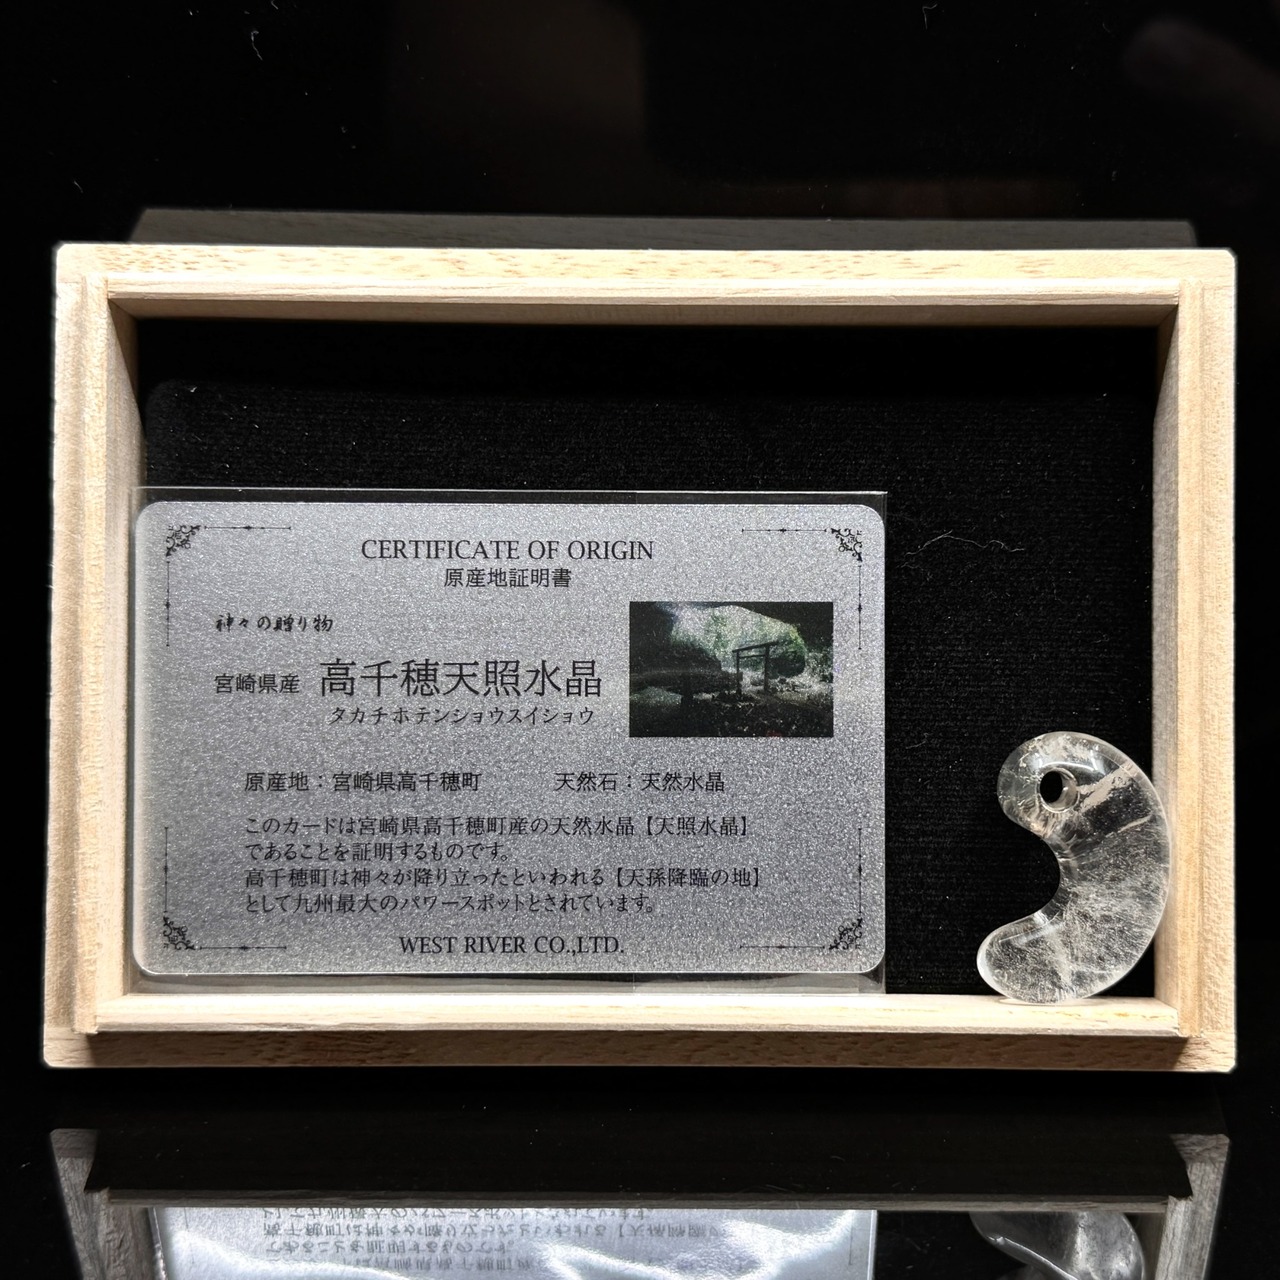 CERTIFICATE OF ORIGIN
原産地証明書
神々の贈り物
宮崎県産 高千穂天照水晶
タカチホテンショウスイショウ
原産地：宮崎県高千穂町 天然石：天然水晶
このカードは宮崎県高千穂町産の天然水晶【天照水晶】
であることを証明するものです。
高千穂町は神々が降り立ったといわれる【天孫降臨の地】
として九州最大のパワースポットとされています。
WEST RIVER CO.,LTD.